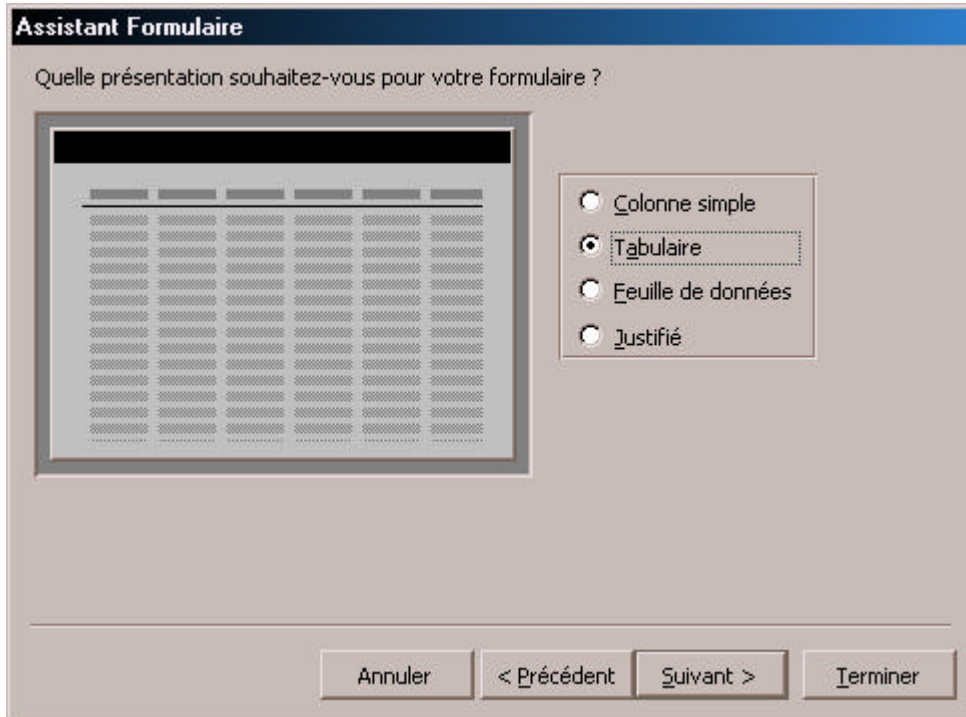 Assistant Formulaire
Quelle présentation souhaitez-vous pour votre formulaire ?
Colonne simple
Tabulaire
Feuille de données
Justifié
Annuler
< Précédent
Suivant >
Terminer